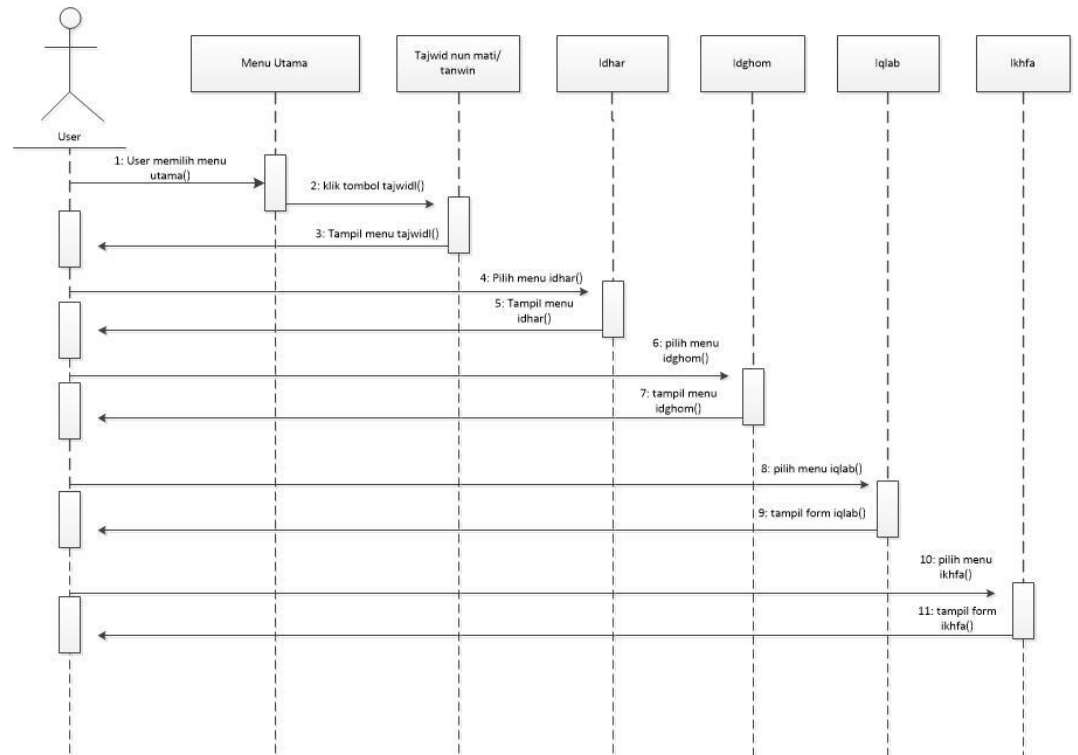 Menu Utama
Tajwid nun mati/
tanwin
Idhar
Idghom
Iqlab
Ikhfa
User
1: User memilih menu
utama()
2: klik tombol tajwidl()
3: Tampil menu tajwidl()
4: Pilih menu idhar()
5: Tampil menu
idhar()
6: pilih menu
idghom()
7: tampil menu
idghom()
8: pilih menu iqlab()
9: tampil form iqlab()
10: pilih menu
ikhfa()
11: tampil form
ikhfa()